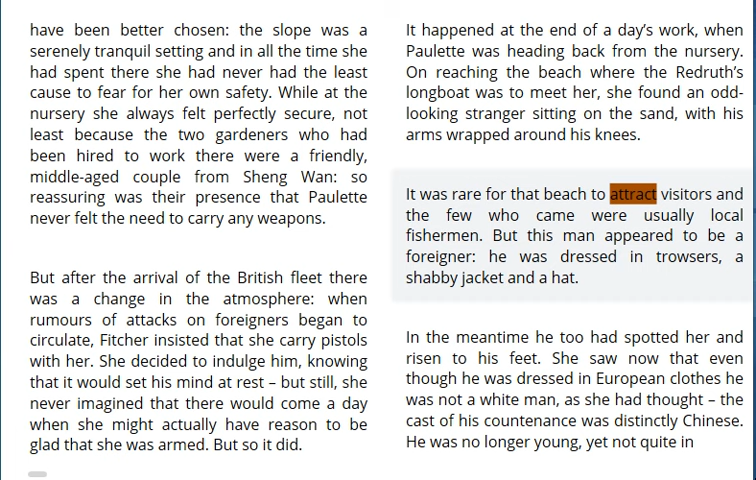 have been better chosen: the slope was a
serenely tranquil setting and in all the time she
had spent there she had never had the least
cause to fear for her own safety. While at the
nursery she always felt perfectly secure, not
least because the two gardeners who had
been hired to work there were a friendly,
middle-aged couple from Sheng Wan: so
reassuring was their presence that Paulette
never felt the need to carry any weapons.
But after the arrival of the British fleet there
was a change in the atmosphere: when
rumours of attacks on foreigners began to
circulate, Fitcher insisted that she carry pistols
with her. She decided to indulge him, knowing
that it would set his mind at rest – but still, she
never imagined that there would come a day
when she might actually have reason to be
glad that she was armed. But so it did.
It happened at the end of a day’s work, when
Paulette was heading back from the nursery.
On reaching the beach where the Redruth’s
longboat was to meet her, she found an odd-
looking stranger sitting on the sand, with his
arms wrapped around his knees.
It was rare for that beach to attract visitors and
the few who came were usually local
fishermen. But this man appeared to be a
foreigner: he was dressed in trowsers, a
shabby jacket and a hat.
In the meantime he too had spotted her and
risen to his feet. She saw now that even
though he was dressed in European clothes he
was not a white man, as she had thought – the
cast of his countenance was distinctly Chinese.
He was no longer young, yet not quite in